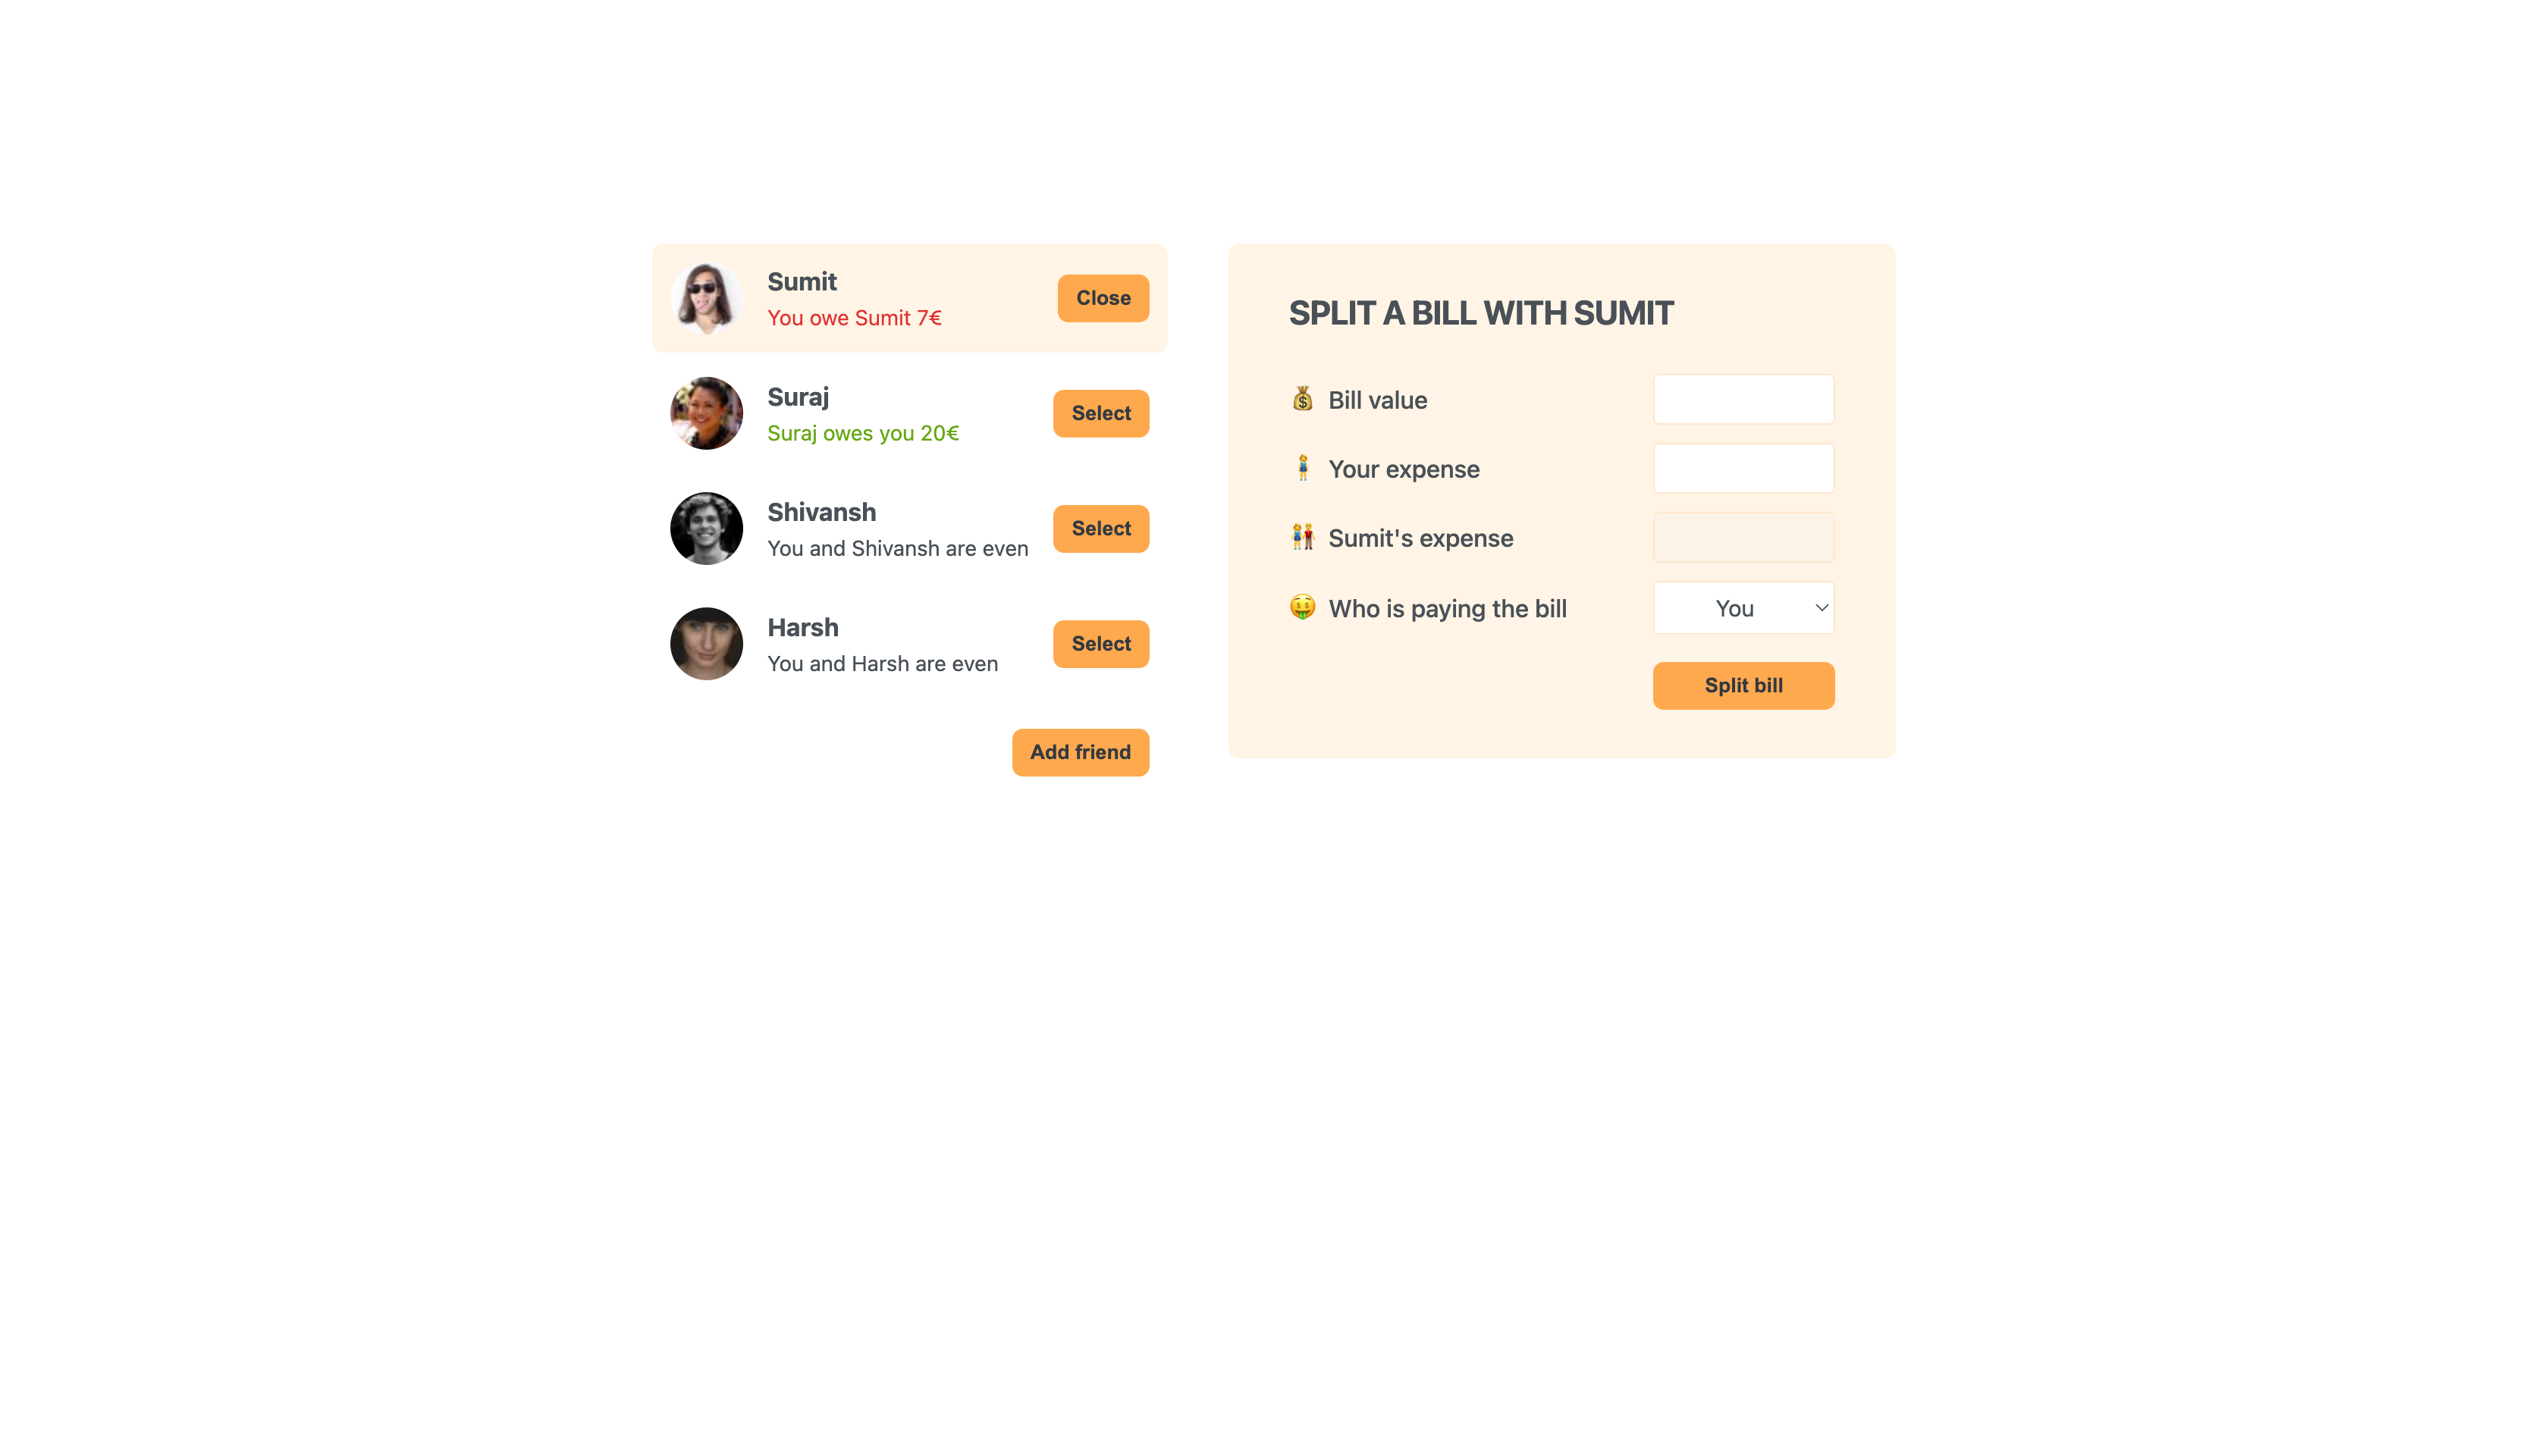 Sumit
You owe Sumit 7€
Close
Suraj
Suraj owes you 20€
Select
Shivansh
You and Shivansh are even
Select
Harsh
You and Harsh are even
Select
Add friend
SPLIT A BILL WITH SUMIT
💰 Bill value
🧍‍♀️ Your expense
👫 Sumit's expense
🤑 Who is paying the bill
You
Split bill